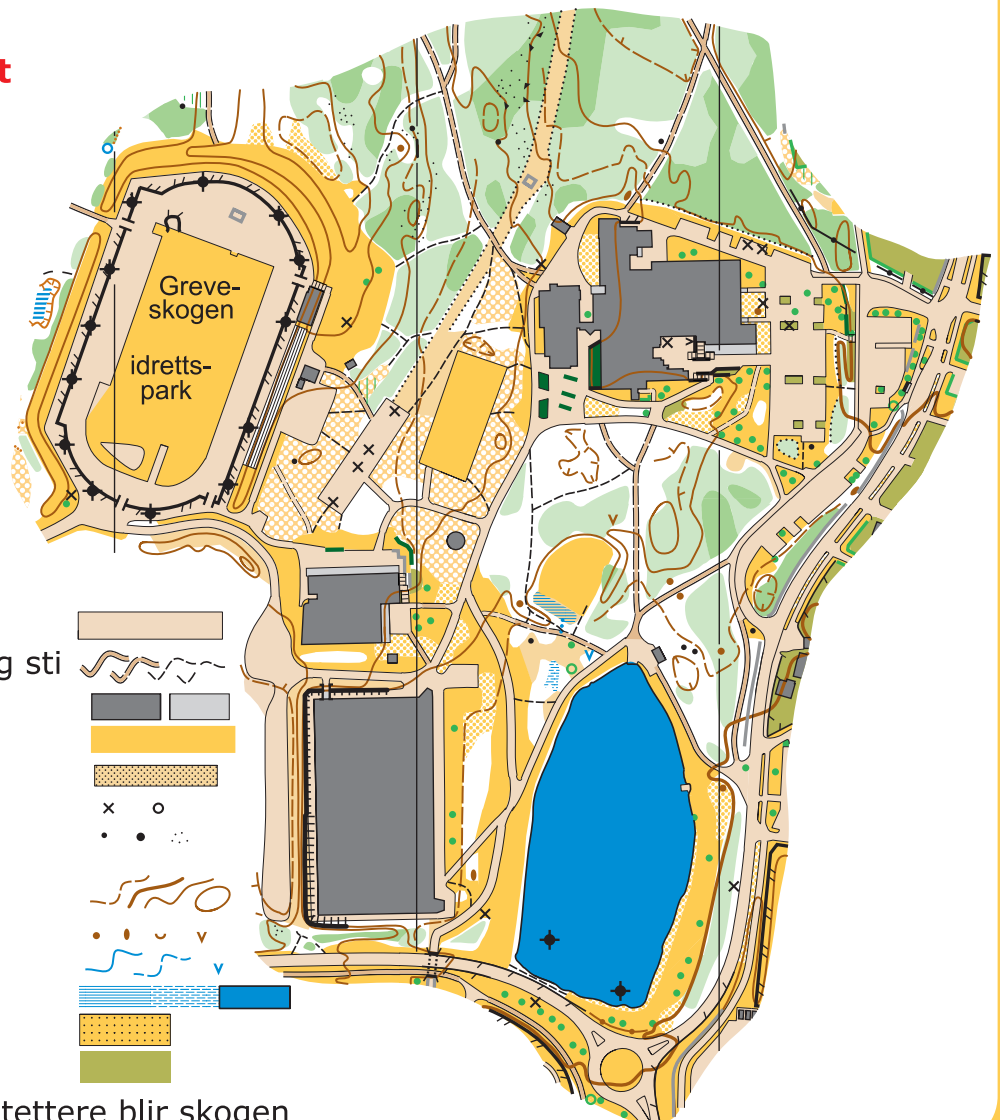 t
Greve-
skogen
idretts-
park
g sti
tettere blir skogen